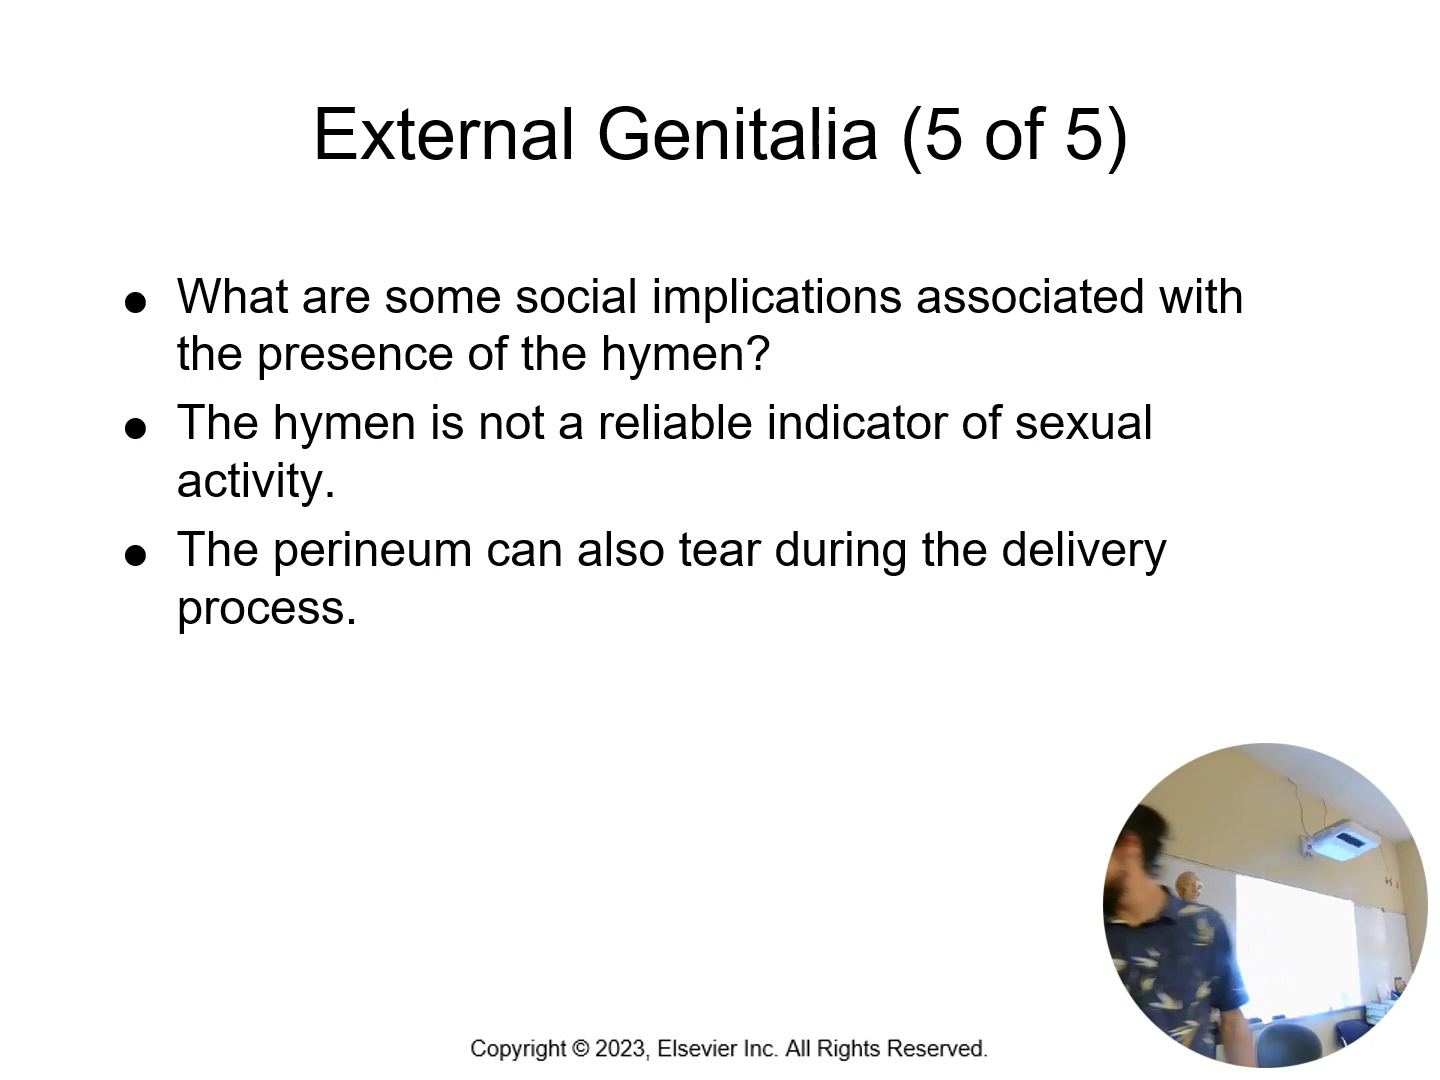 External Genitalia (5 of 5)
● What are some social implications associated with
the presence of the hymen?
● The hymen is not a reliable indicator of sexual
activity.
● The perineum can also tear during the delivery
process.
Copyright © 2023, Elsevier Inc. All Rights Reserved.